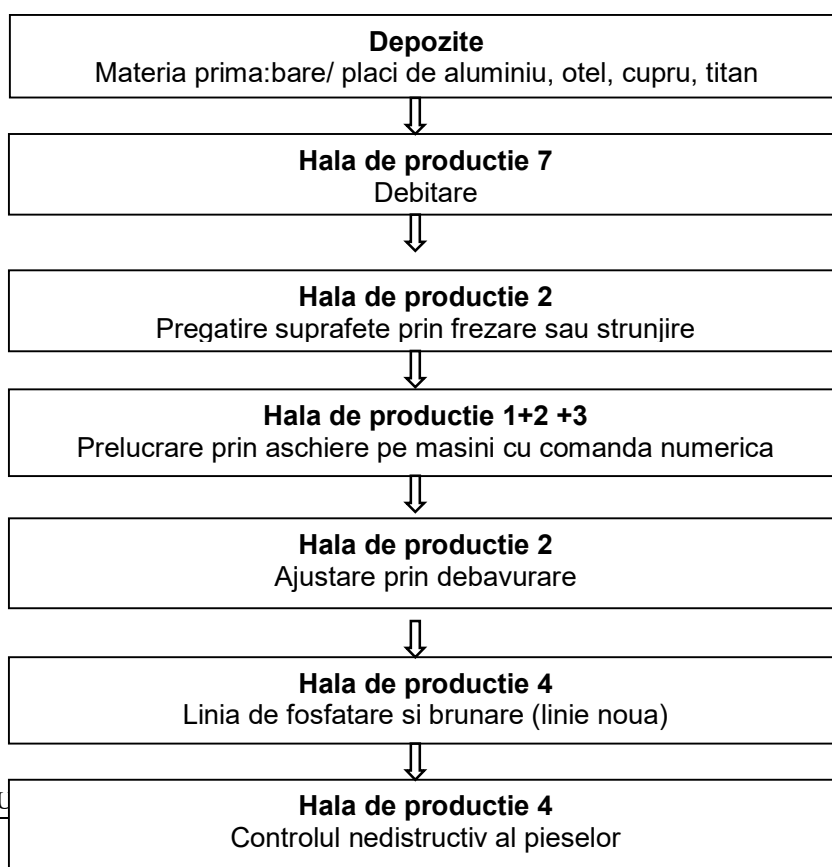 Depozite
Materia prima:bare/ placi de aluminiu, otel, cupru, titan
Hala de productie 7
Debitare
Hala de productie 2
Pregatire suprafete prin frezare sau strunjire
Hala de productie 1+2 +3
Prelucrare prin aschiere pe masini cu comanda numerica
Hala de productie 2
Ajustare prin debavurare
Hala de productie 4
Linia de fosfatare si brunare (linie noua)
Hala de productie 4
Controlul nedistructiv al pieselor